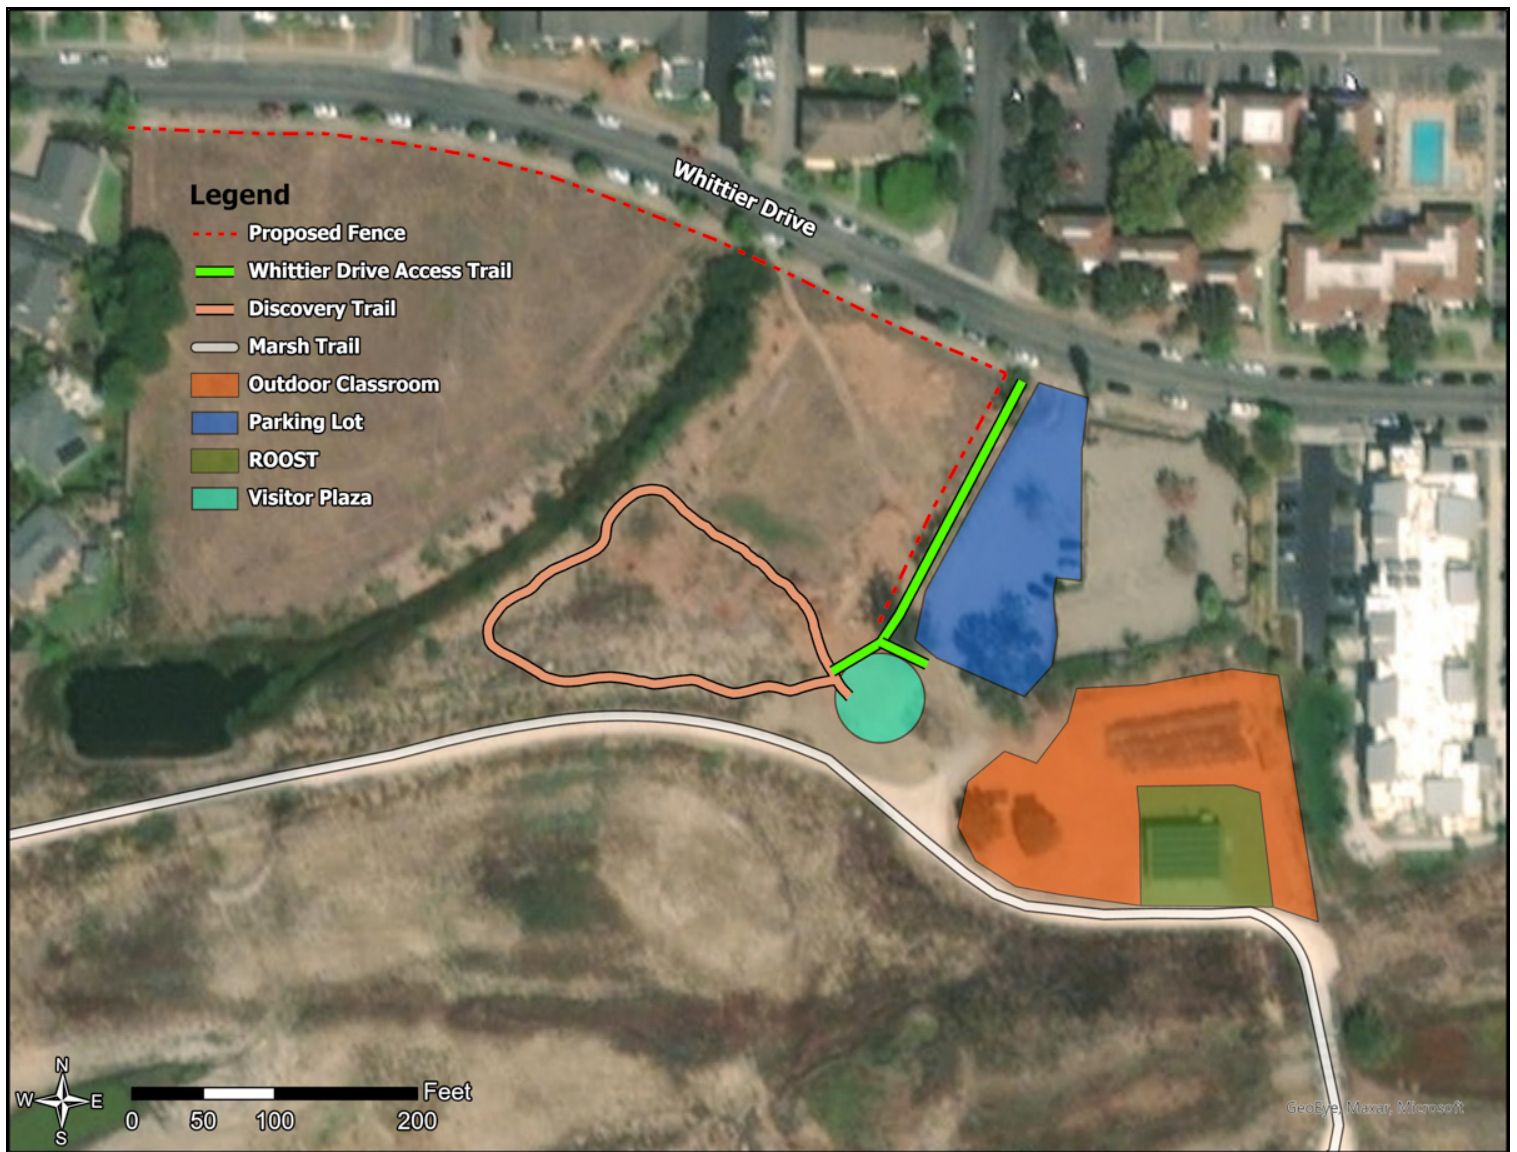 Whittier Drive
Legend
Proposed Fence
Whittier Drive Access Trail
Discovery Trail
Marsh Trail
Outdoor Classroom
Parking Lot
ROOST
Visitor Plaza
N
W E
S
Feet
0 50 100 200
GeoEye, Maxar, Microsoft